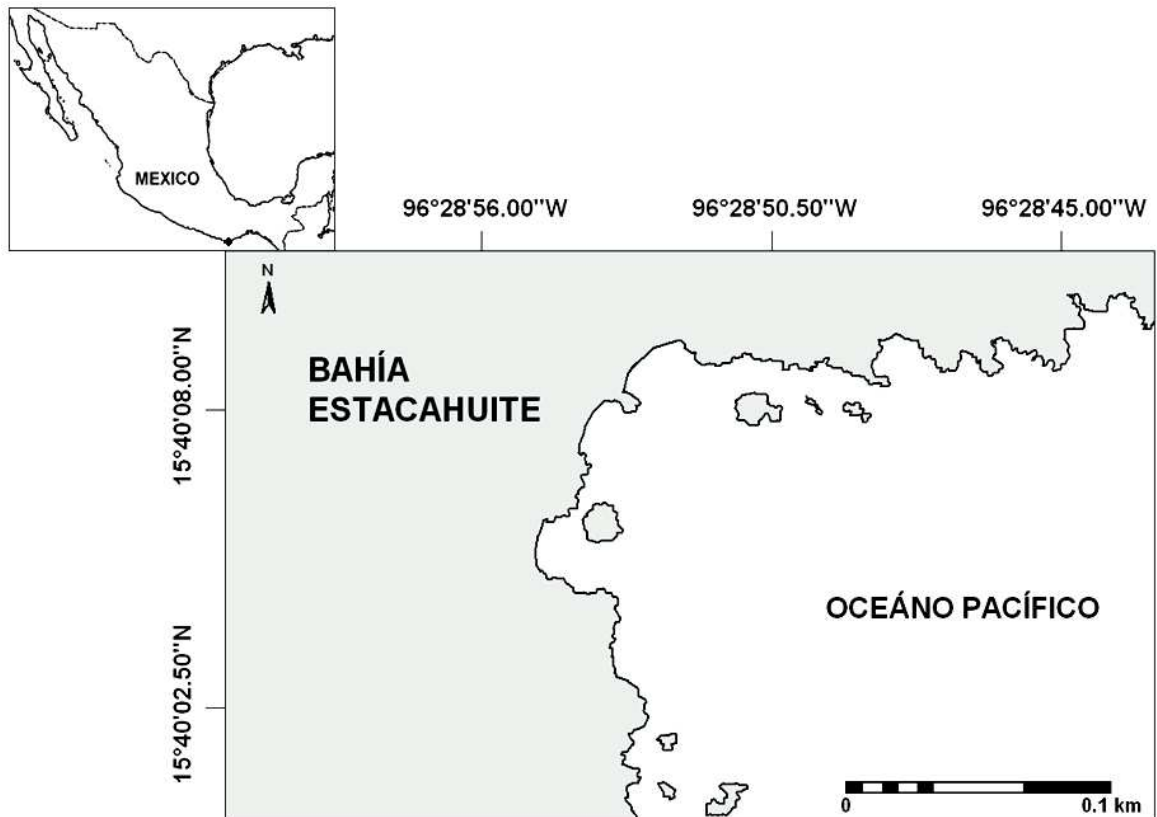 MEXICO
96°28'56.00''W
96°28'50.50''W
96°28'45.00''W
N
BAHÍA
ESTACAHUITE
15°40'08.00''N
OCEÁNO PACÍFICO
15°40'02.50''N
0
0.1 km